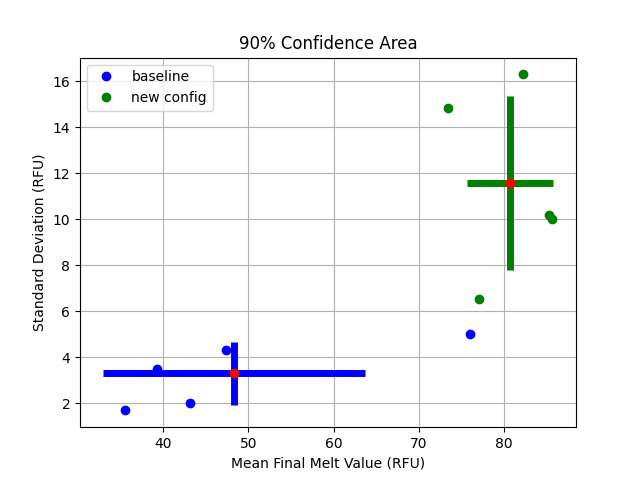 90% Confidence Area
baseline
new config
Standard Deviation (RFU)
16
14
12
10
8
6
4
2
40 50 60 70 80
Mean Final Melt Value (RFU)